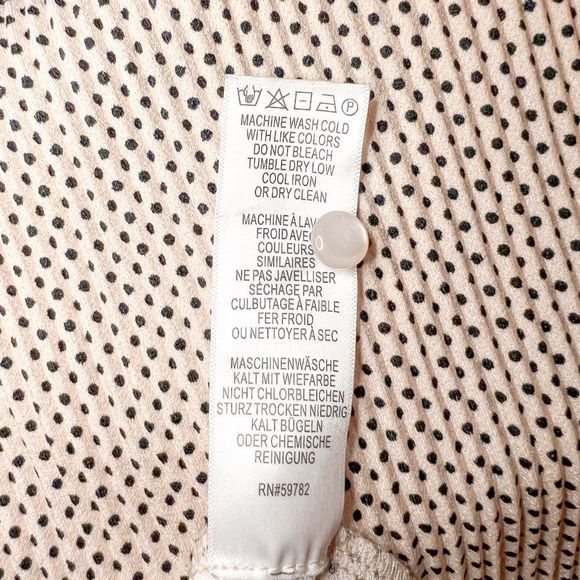 MACHINE WASH COLD
WITH LIKE COLORS
DO NOT BLEACH
TUMBLE DRY LOW
COOL IRON
OR DRY CLEAN
MACHINE À
FROID
COULEURS
SIMILAIRES
NE PAS JAVELLISER
SÉCHAGE PAR
CULBUTAGE À FAIBLE
FER FROID
OU NETTOYER À SEC
MASCHINENWÄSCHE
KALT MIT WIEFARBE
NICHT CHLORBLEICHEN
STURZ TROCKEN NIEDRIG
KALT BÜGELN
ODER CHEMISCHE
REINIGUNG
RN#59782